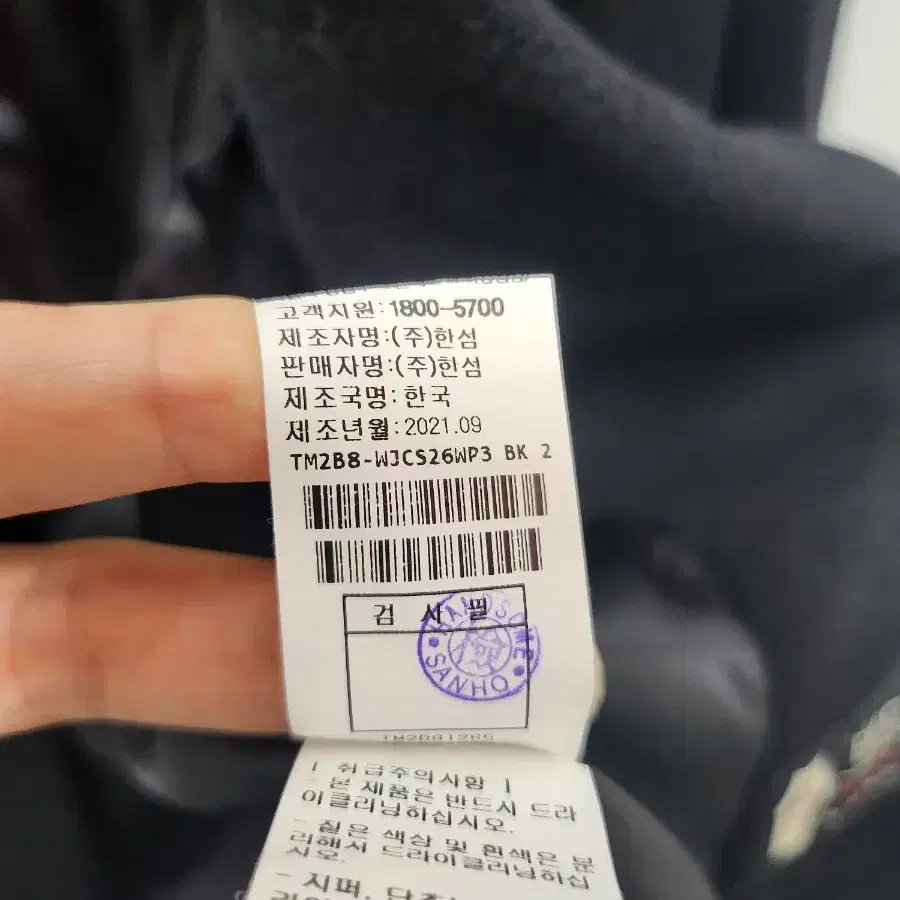 고객지원:1800-5700
제조자명:(주)한섬
판매자명:(주)한섬
제조국명:한국
제조년월:2021.09
TM2B8-WJCS26WP3 BK 2
검 사 필
HANDSOME
SANHO
TM2B81265
| 취급주의사항 |
- 본 제품은 반드시 드라
이클리닝하십시오.
- 짙은 색상 및 흰색은 분
리해서 드라이클리닝하십
시오.
- 지퍼, 단추